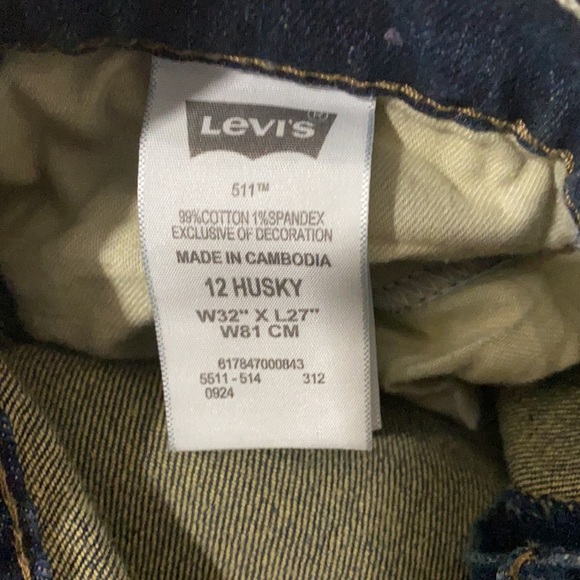 Levi's®
511™
99%COTTON 1%SPANDEX
EXCLUSIVE OF DECORATION
MADE IN CAMBODIA
12 HUSKY
W32" X L27"
W81 CM
617847000843
5511-514 312
0924